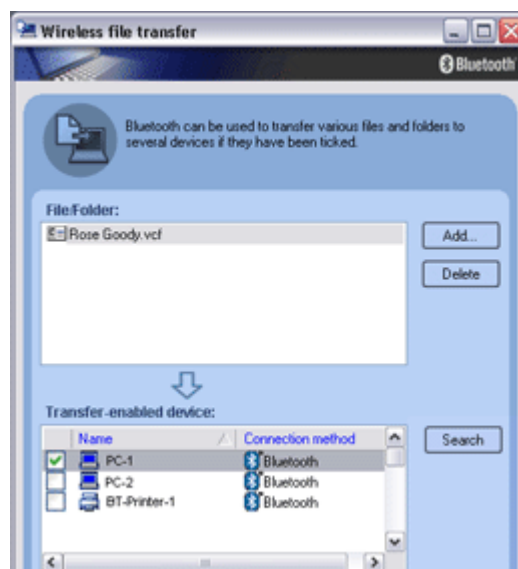 Wireless file transfer
Bluetooth
Bluetooth can be used to transfer various files and folders to
several devices if they have been ticked.
File/Folder:
Rose Goody.vcf
Add...
Delete
Transfer-enabled device:
Name Connection method
Search
PC-1 Bluetooth
PC-2 Bluetooth
BT-Printer-1 Bluetooth